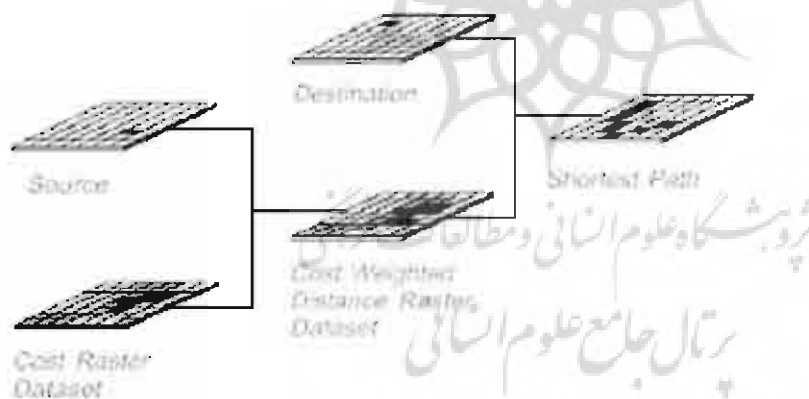 Destination
Source
Shortest Path
Cost Weighted
Distance Raster
Dataset
Cost Raster
Dataset
پژوهشگاه علوم انسانی و مطالعات فرهنگی
پرتال جامع علوم انسانی